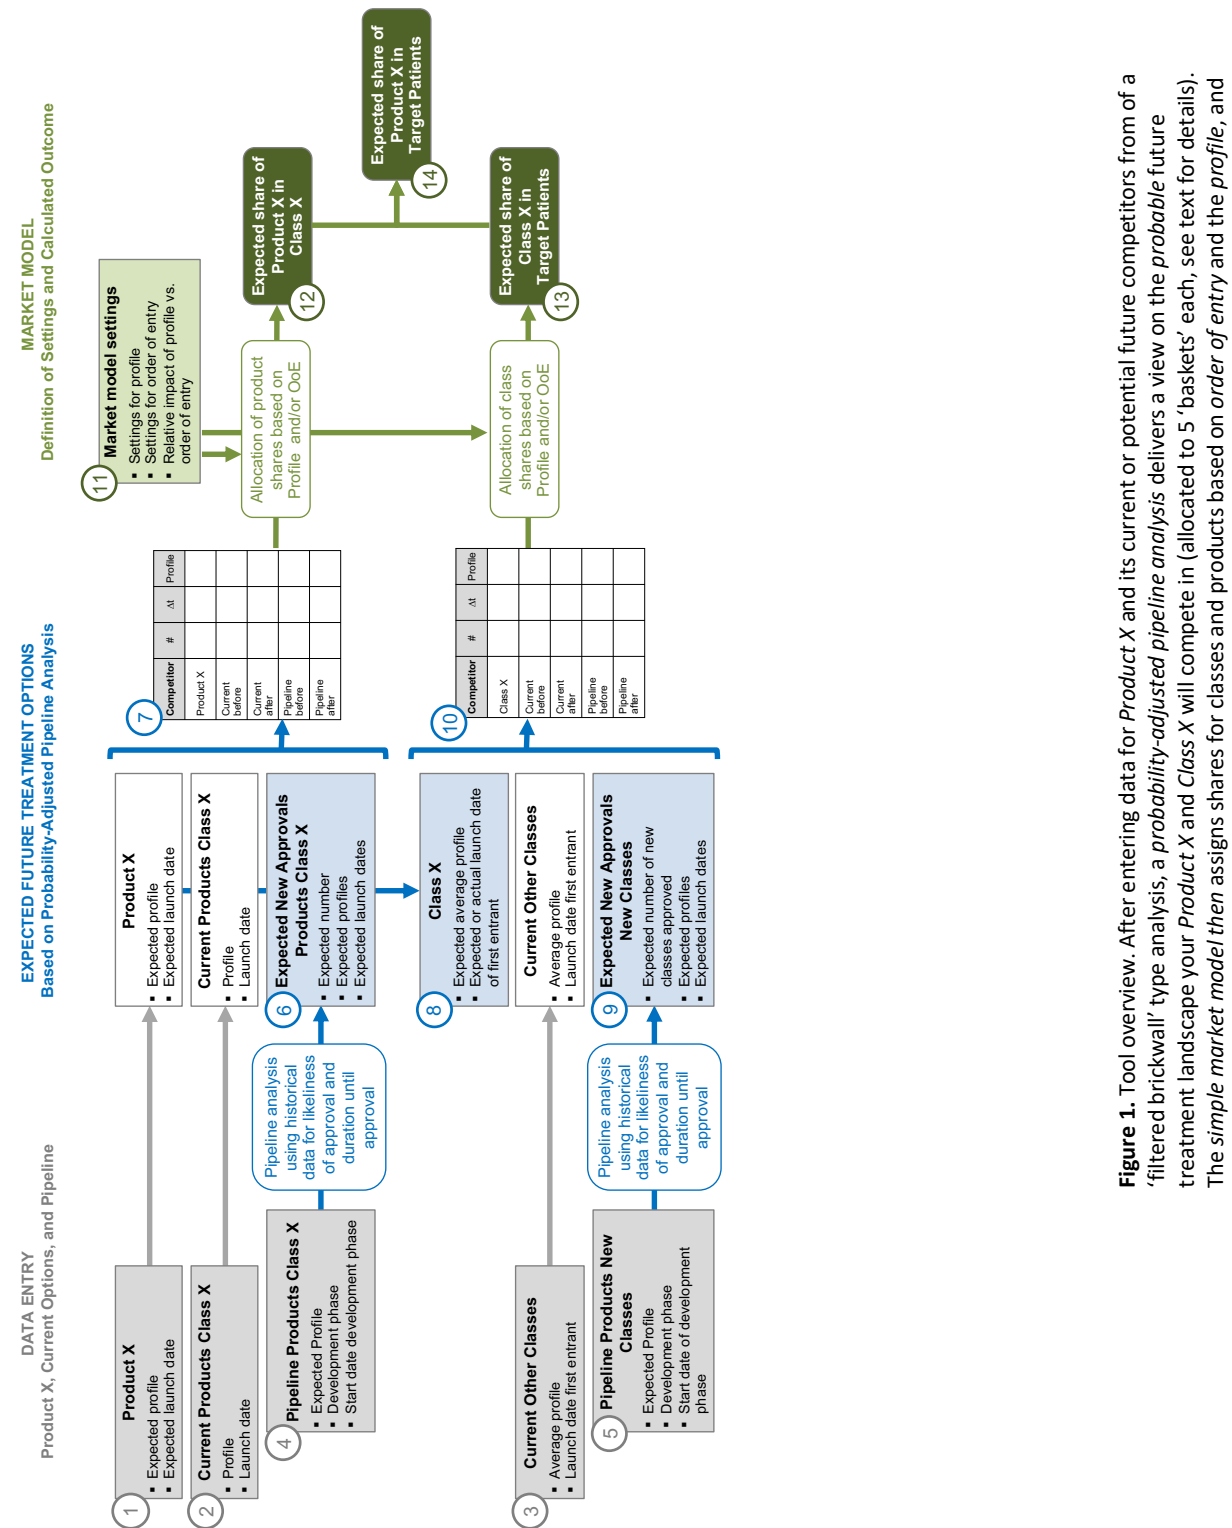 DATA ENTRY
Product X, Current Options, and Pipeline
EXPECTED FUTURE TREATMENT OPTIONS
Based on Probability-Adjusted Pipeline Analysis
MARKET MODEL
Definition of Settings and Calculated Outcome
1
Product X
▪ Expected profile
▪ Expected launch date
2
Current Products Class X
▪ Profile
▪ Launch date
4
Pipeline Products Class X
▪ Expected Profile
▪ Development phase
▪ Start date development phase
3
Current Other Classes
▪ Average profile
▪ Launch date first entrant
5
Pipeline Products New
Classes
▪ Expected Profile
▪ Development phase
▪ Start date of development
phase
Pipeline analysis
using historical
data for likeliness
of approval and
duration until
approval
Pipeline analysis
using historical
data for likeliness
of approval and
duration until
approval
Product X
▪ Expected profile
▪ Expected launch date
Current Products Class X
▪ Profile
▪ Launch date
6
Expected New Approvals
Products Class X
▪ Expected number
▪ Expected profiles
▪ Expected launch dates
8
Class X
▪ Expected average profile
▪ Expected or actual launch date
of first entrant
Current Other Classes
▪ Average profile
▪ Launch date first entrant
9
Expected New Approvals
New Classes
▪ Expected number of new
classes approved
▪ Expected profiles
▪ Expected launch dates
7
Competitor # Δt Profile
Product X
Current
before
Current
after
Pipeline
before
Pipeline
after
10
Competitor # Δt Profile
Class X
Current
before
Current
after
Pipeline
before
Pipeline
after
11
Market model settings
▪ Settings for profile
▪ Settings for order of entry
▪ Relative impact of profile vs.
order of entry
Allocation of product
shares based on
Profile and/or OoE
Allocation of class
shares based on
Profile and/or OoE
12
Expected share of
Product X in
Class X
13
Expected share of
Class X in
Target Patients
14
Expected share of
Product X in
Target Patients
Figure 1. Tool overview. After entering data for Product X and its current or potential future competitors from of a
‘filtered brickwall’ type analysis, a probability-adjusted pipeline analysis delivers a view on the probable future
treatment landscape your Product X and Class X will compete in (allocated to 5 ‘baskets’ each, see text for details).
The simple market model then assigns shares for classes and products based on order of entry and the profile, and